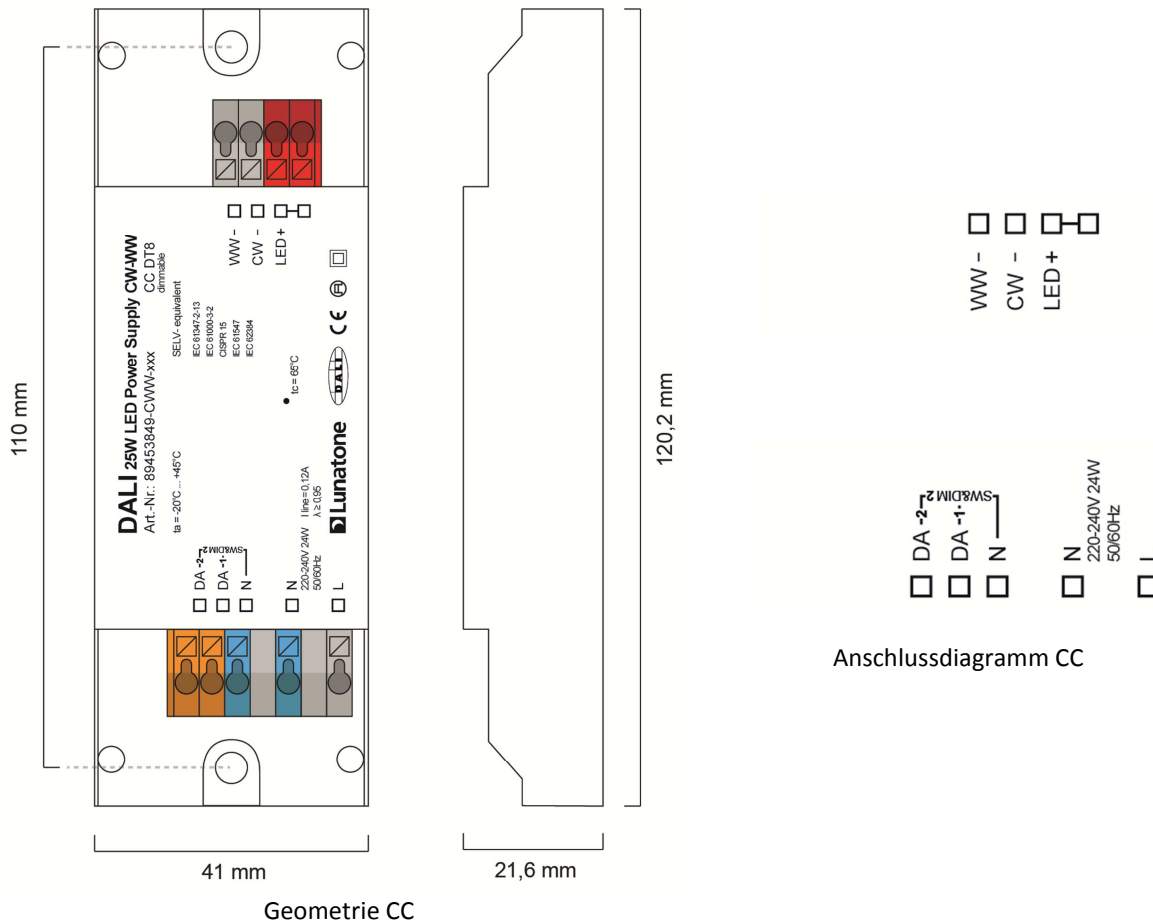 DALI 25W LED Power Supply CW-WW
CC DT8
dimmable
Art.-Nr.: 89453849-CWW-xxx
SELV- equivalent
ta = -20°C ... +45°C
IEC 61347-2-13
IEC 61000-3-2
CISPR 15
IEC 61547
IEC 62384
WW -
CW -
LED +
tc = 65°C
DALI
CE
Lunatone
DA -2-
DA -1-
SW&DIM 2
N
N
220-240V 24W
50/60Hz
I line = 0,12A
λ ≥ 0,95
L
110 mm
120,2 mm
41 mm
21,6 mm
Geometrie CC
WW -
CW -
LED +
DA -2-
DA -1-
SW&DIM 2
N
N
220-240V 24W
50/60Hz
L
Anschlussdiagramm CC